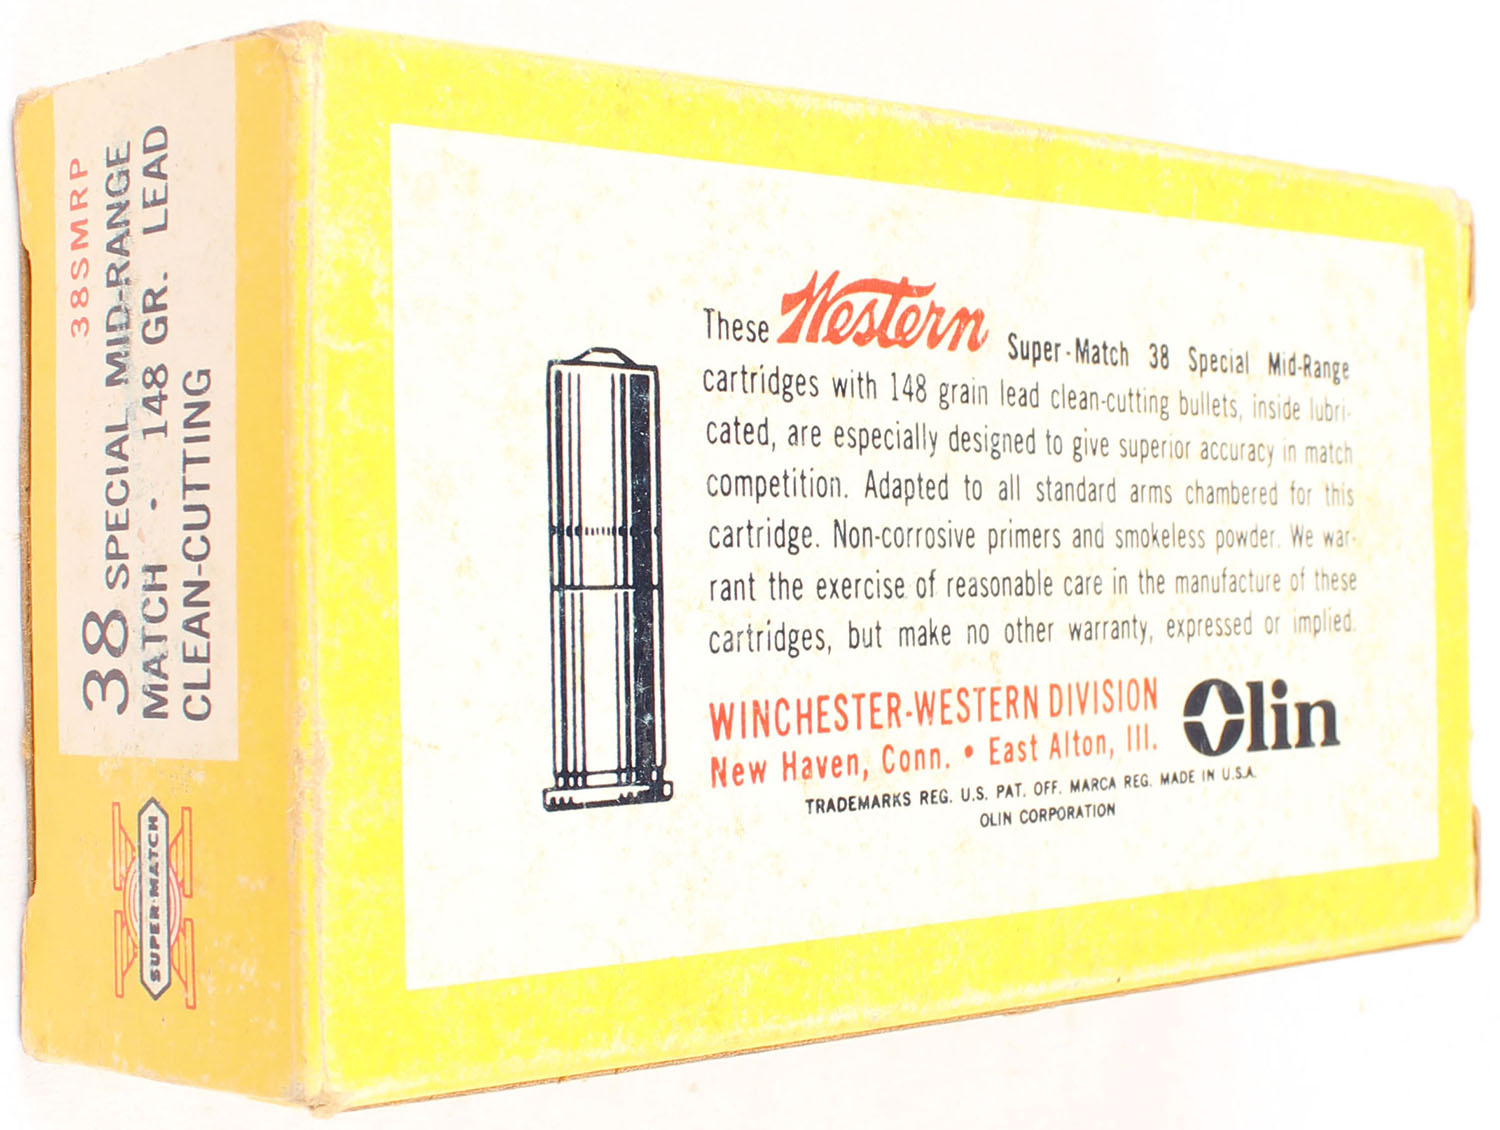 38SMRP
38 SPECIAL MID-RANGE
MATCH • 148 GR. LEAD
CLEAN-CUTTING
SUPER-MATCH
These Western Super-Match 38 Special Mid-Range
cartridges with 148 grain lead clean-cutting bullets, inside lubri-
cated, are especially designed to give superior accuracy in match
competition. Adapted to all standard arms chambered for this
cartridge. Non-corrosive primers and smokeless powder. We war-
rant the exercise of reasonable care in the manufacture of these
cartridges, but make no other warranty, expressed or implied.
WINCHESTER-WESTERN DIVISION
New Haven, Conn. • East Alton, Ill.
Olin
TRADEMARKS REG. U.S. PAT. OFF. MARCA REG. MADE IN U.S.A.
OLIN CORPORATION